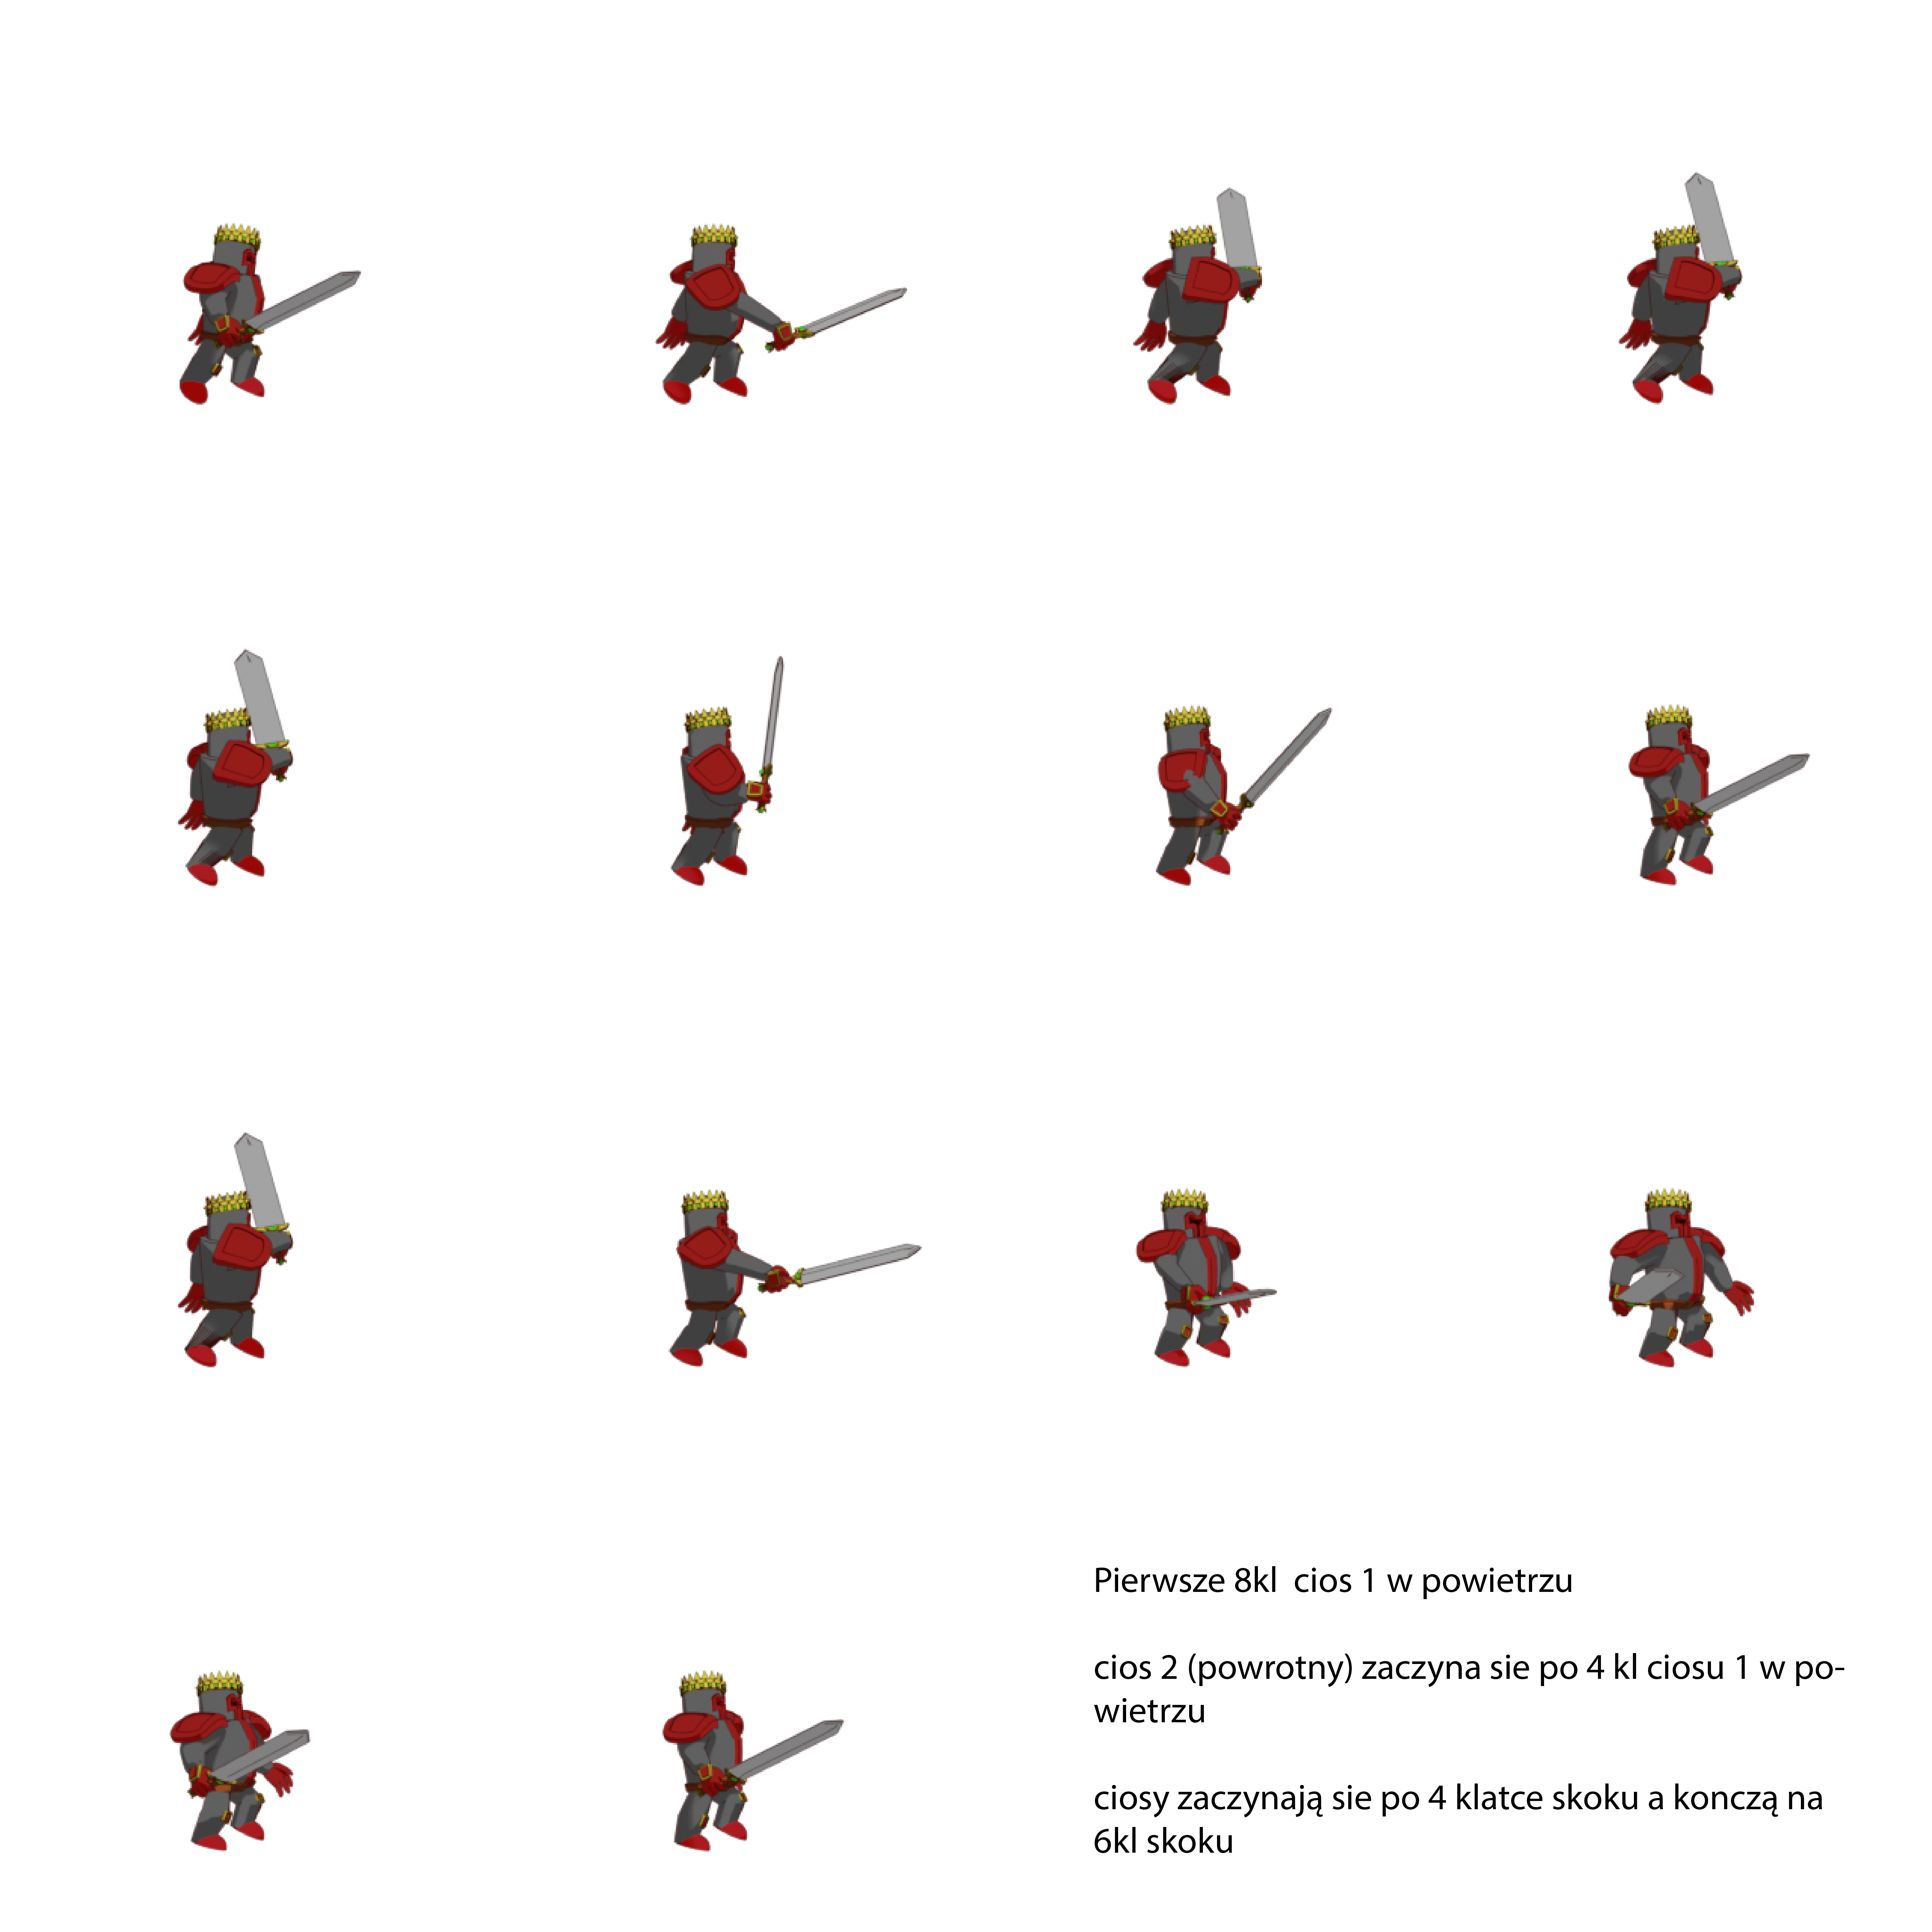 Pierwsze 8kl  cios 1 w powietrzu
cios 2 (powrotny) zaczyna sie po 4 kl ciosu 1 w po-
wietrzu
ciosy zaczynają sie po 4 klatce skoku a konczą na
6kl skoku